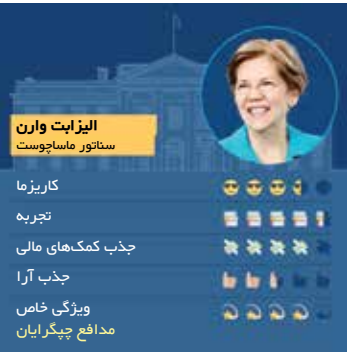 الیزابت وارن
سناتور ماساچوست
کاریزما
تجربه
جذب کمک‌های مالی
جذب آرا
ویژگی خاص
مدافع چپگرایان